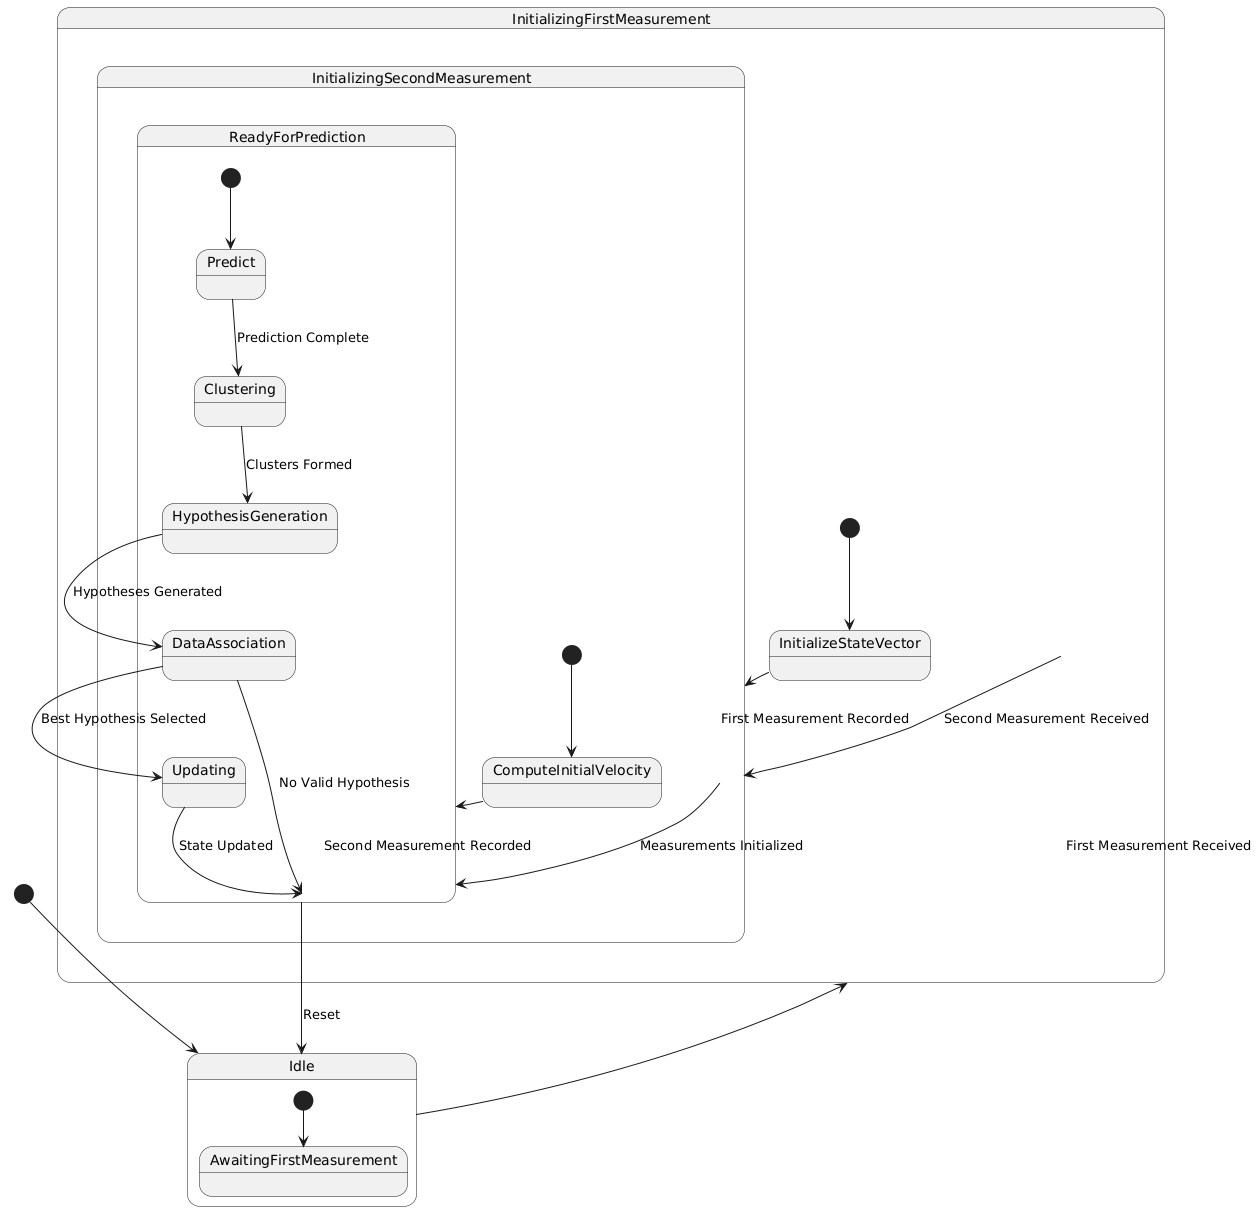 InitializingFirstMeasurement
InitializingSecondMeasurement
ReadyForPrediction
Predict
Prediction Complete
Clustering
Clusters Formed
HypothesisGeneration
Hypotheses Generated
DataAssociation
InitializeStateVector
Best Hypothesis Selected
First Measurement Recorded
Second Measurement Received
Updating
No Valid Hypothesis
ComputeInitialVelocity
State Updated
Second Measurement Recorded
Measurements Initialized
First Measurement Received
Reset
Idle
AwaitingFirstMeasurement